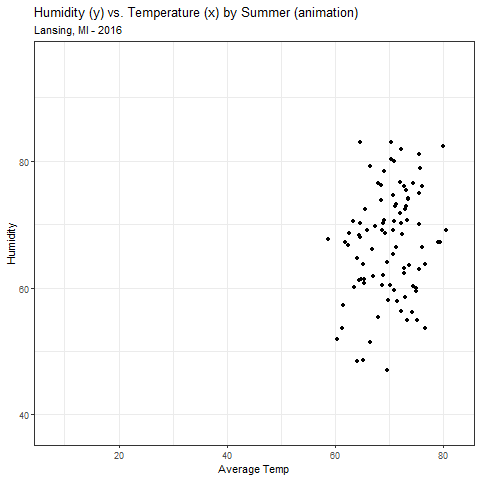 Humidity (y) vs. Temperature (x) by Summer (animation)
Lansing, MI - 2016
Humidity
80
60
40
20
40
60
80
Average Temp